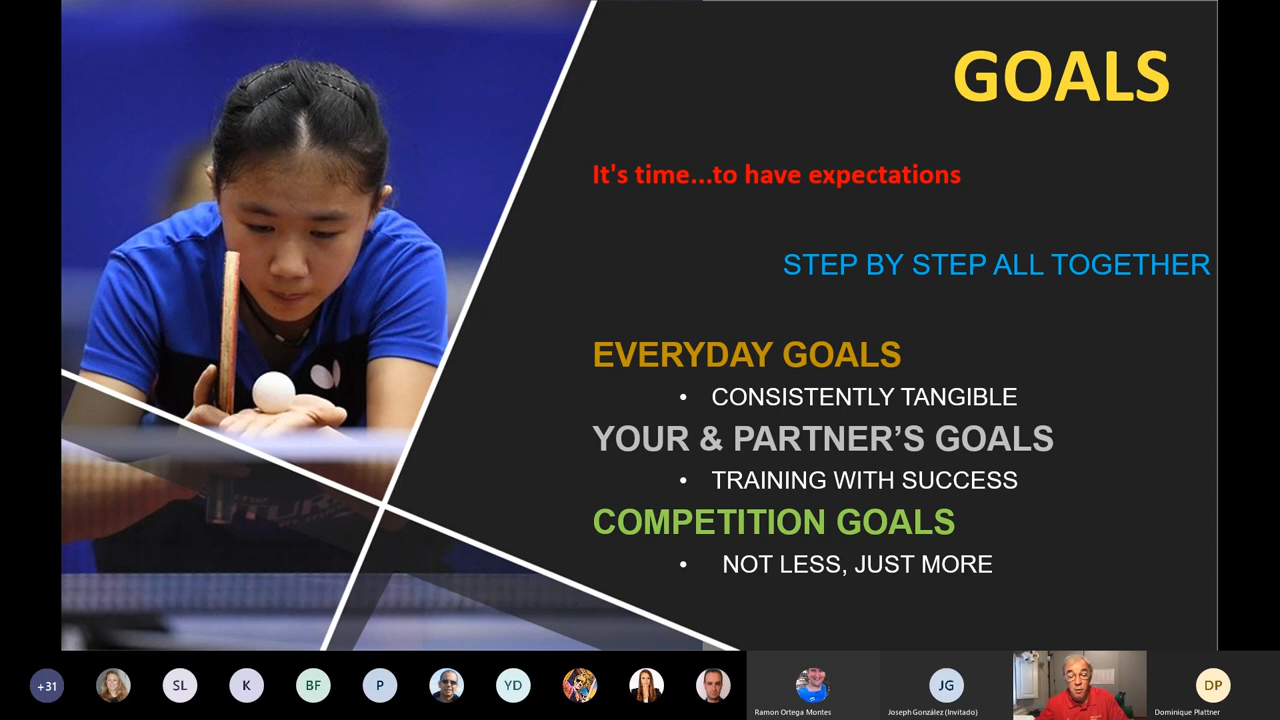 GOALS
It's time...to have expectations
STEP BY STEP ALL TOGETHER
EVERYDAY GOALS
• CONSISTENTLY TANGIBLE
YOUR & PARTNER’S GOALS
• TRAINING WITH SUCCESS
COMPETITION GOALS
• NOT LESS, JUST MORE
+31
SL
K
BF
P
YD
JG
DP
Ramon Ortega Montes
Joseph González (Invitado)
Dominique Plattner